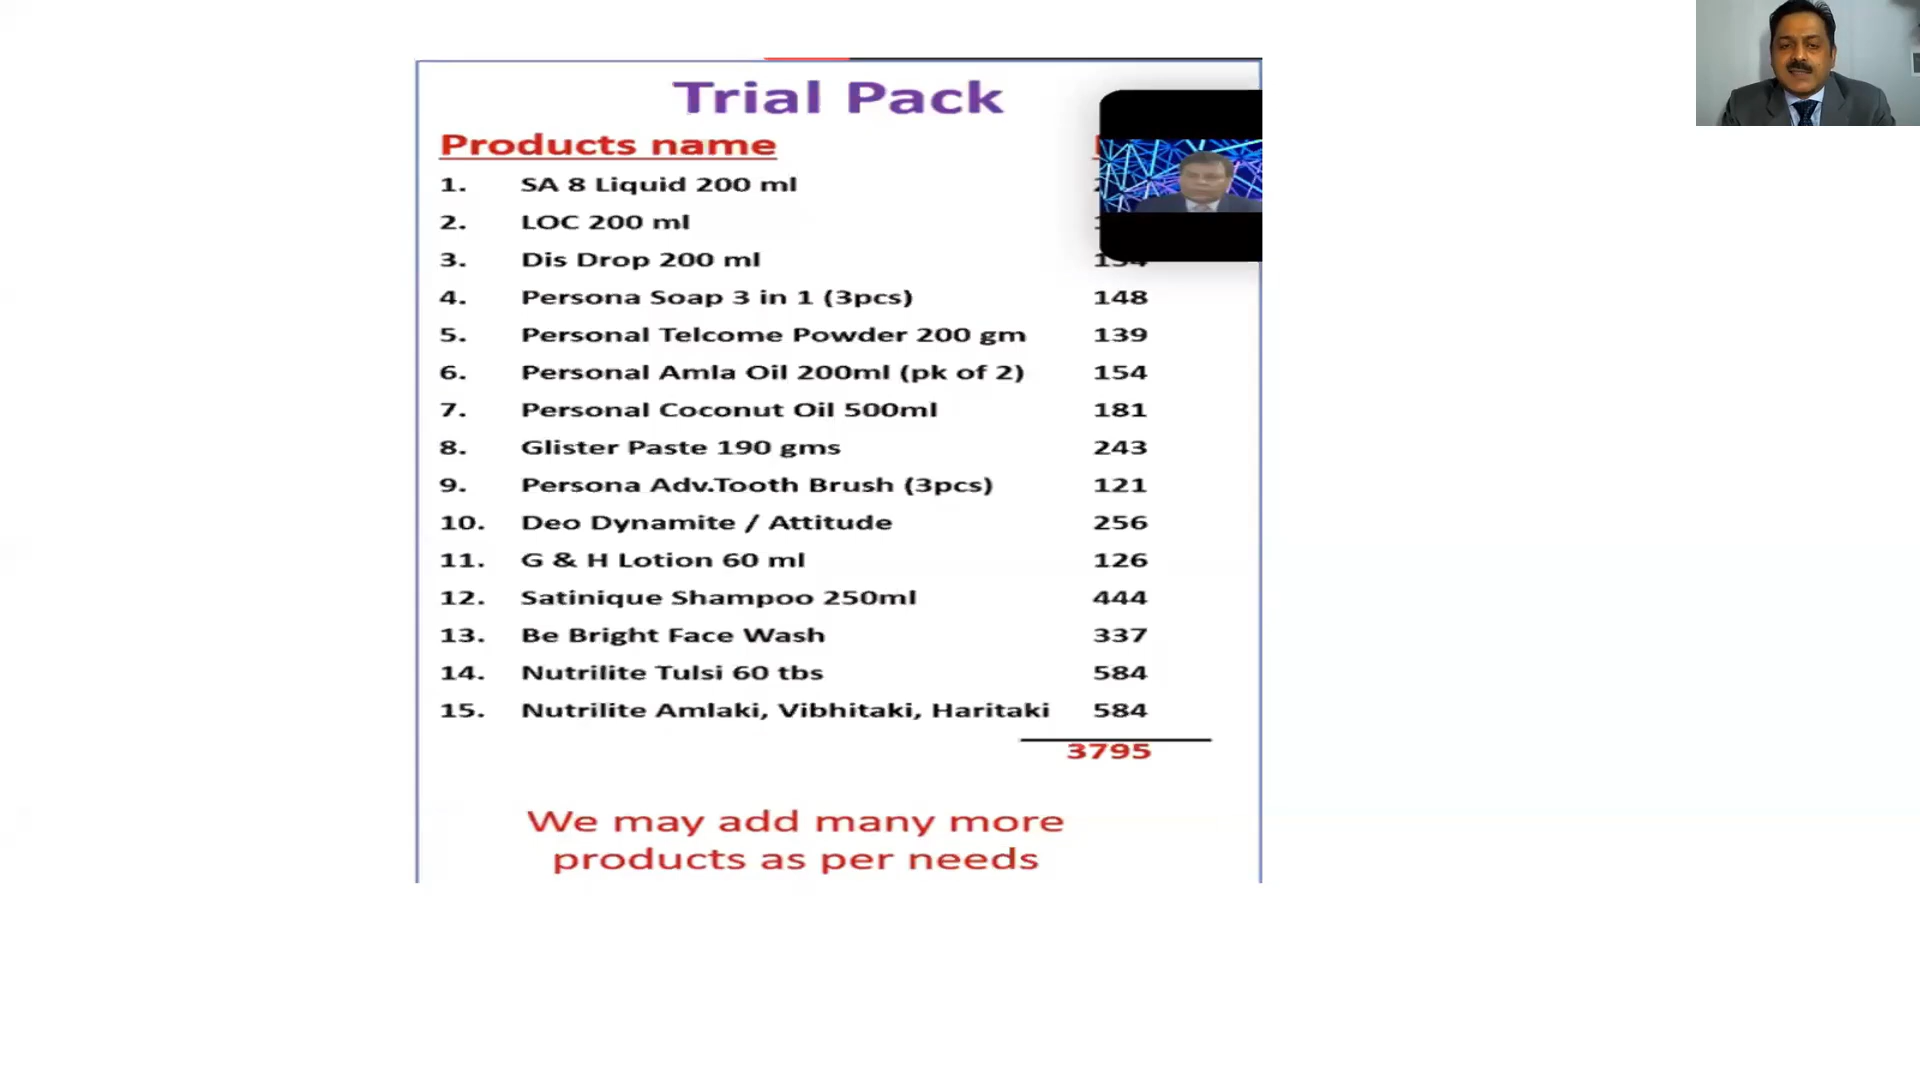 Trial Pack
Products name
1. SA 8 Liquid 200 ml
2. LOC 200 ml
3. Dis Drop 200 ml
4. Persona Soap 3 in 1 (3pcs) 148
5. Personal Telcome Powder 200 gm 139
6. Personal Amla Oil 200ml (pk of 2) 154
7. Personal Coconut Oil 500ml 181
8. Glister Paste 190 gms 243
9. Persona Adv.Tooth Brush (3pcs) 121
10. Deo Dynamite / Attitude 256
11. G & H Lotion 60 ml 126
12. Satinique Shampoo 250ml 444
13. Be Bright Face Wash 337
14. Nutrilite Tulsi 60 tbs 584
15. Nutrilite Amlaki, Vibhitaki, Haritaki 584
3795
We may add many more
products as per needs